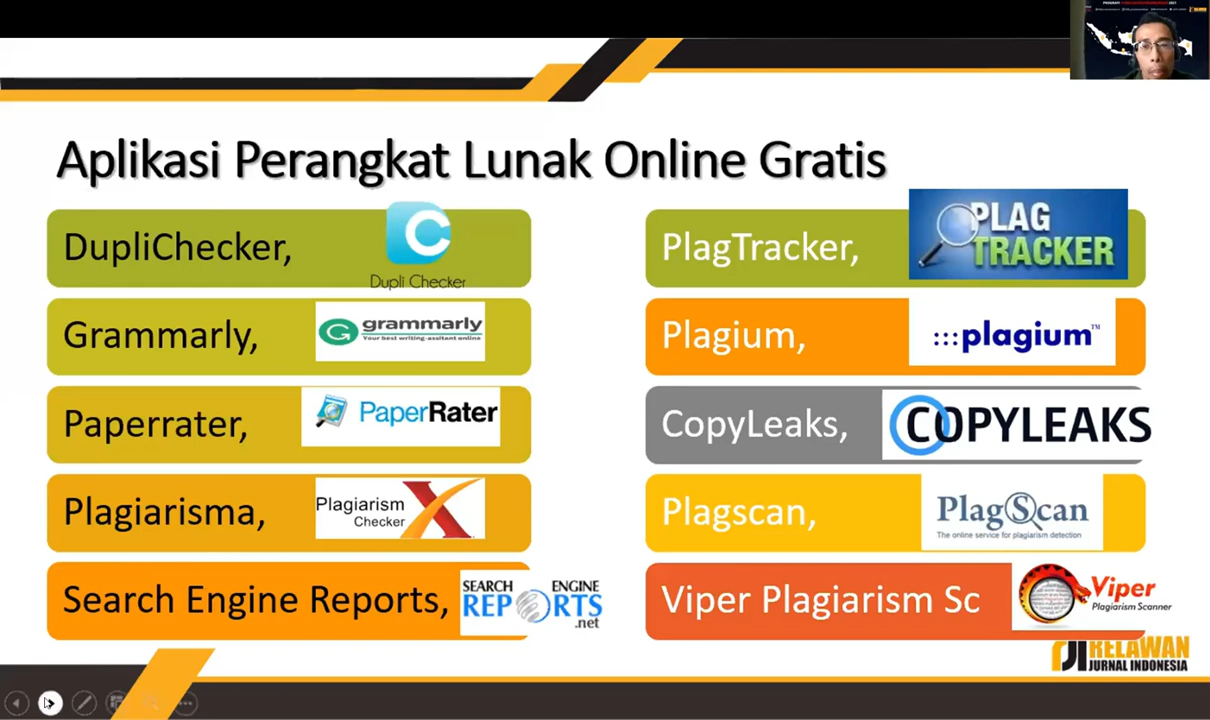 Aplikasi Perangkat Lunak Online Gratis
DupliChecker,
Dupli Checker
Grammarly,
grammarly
Your best writing-assitant online
Paperrater,
PaperRater
Plagiarisma,
Plagiarism
Checker
Search Engine Reports,
SEARCH ENGINE
REPORTS
.net
PlagTracker,
PLAG
TRACKER
Plagium,
:::plagium™
CopyLeaks,
COPYLEAKS
Plagscan,
PlagScan
The online service for plagiarism detection
Viper Plagiarism Sc
Viper
Plagiarism Scanner
RJI RELAWAN
JURNAL INDONESIA